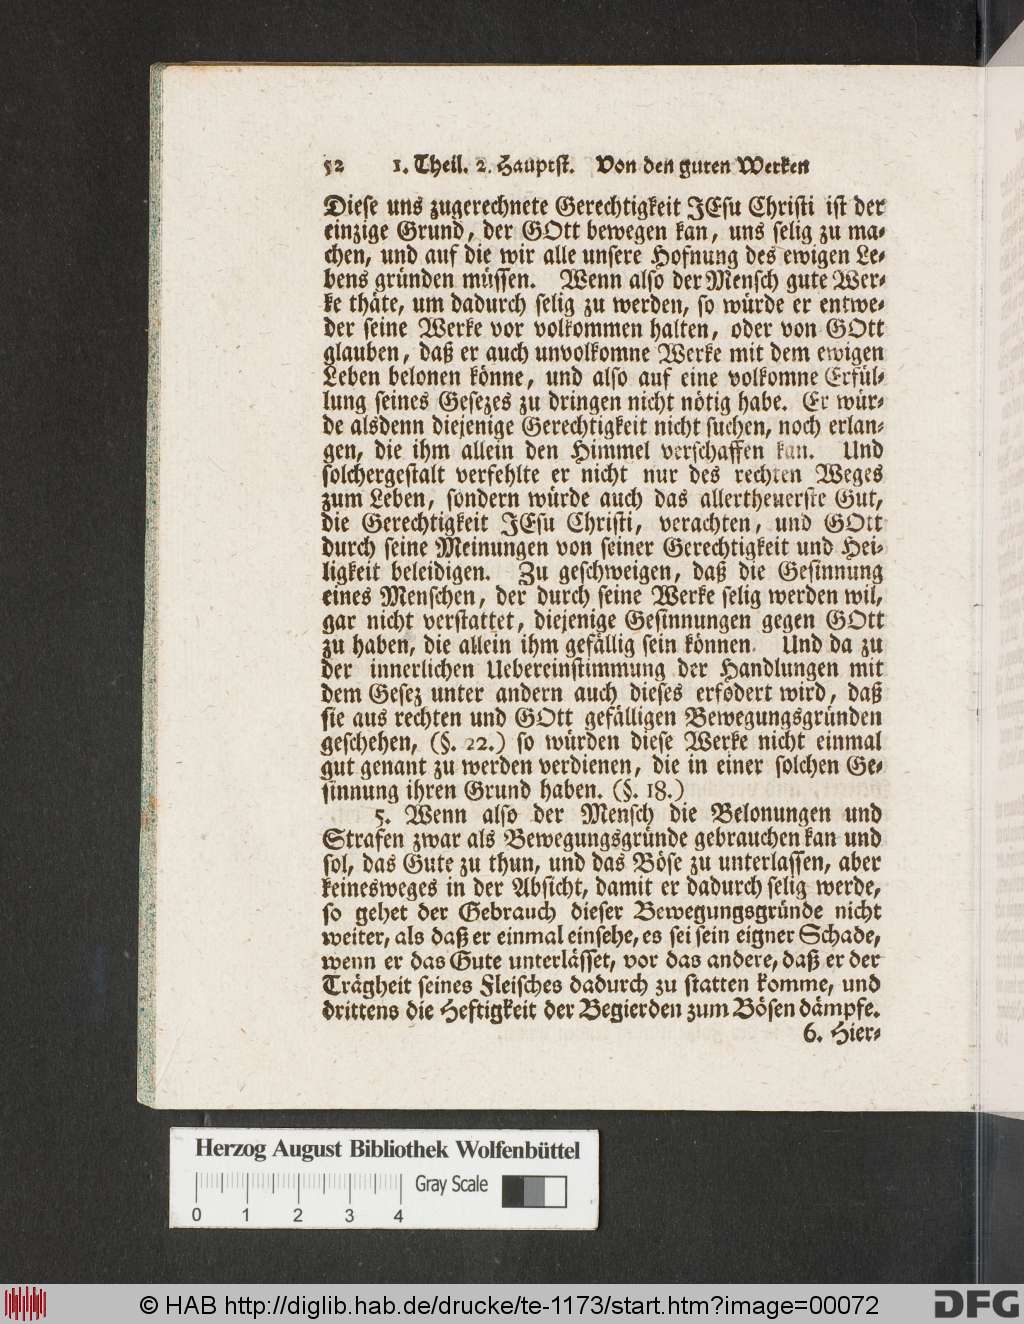 52 1. Theil. 2. Hauptst. Von den guten Werken
Diese uns zugerechnete Gerechtigkeit JEsu Christi ist der
einzige Grund, der GOtt bewegen kan, uns selig zu ma-
chen, und auf die wir alle unsere Hofnung des ewigen Le-
bens gründen müssen. Wenn also der Mensch gute Wer-
ke thäte, um dadurch selig zu werden, so würde er entwe-
der seine Werke vor volkommen halten, oder von GOtt
glauben, daß er auch unvolkomne Werke mit dem ewigen
Leben belonen könne, und also auf eine volkomne Erfül-
lung seines Gesezes zu dringen nicht nötig habe. Er wür-
de alsdenn diejenige Gerechtigkeit nicht suchen, noch erlan-
gen, die ihm allein den Himmel verschaffen kan. Und
solchergestalt verfehlte er nicht nur des rechten Weges
zum Leben, sondern würde auch das allertheuerste Gut,
die Gerechtigkeit JEsu Christi, verachten, und GOtt
durch seine Meinungen von seiner Gerechtigkeit und Hei-
ligkeit beleidigen. Zu geschweigen, daß die Gesinnung
eines Menschen, der durch seine Werke selig werden wil,
gar nicht verstattet, diejenige Gesinnungen gegen GOtt
zu haben, die allein ihm gefällig sein können. Und da zu
der innerlichen Uebereinstimmung der Handlungen mit
dem Gesez unter andern auch dieses erfodert wird, daß
sie aus rechten und GOtt gefälligen Bewegungsgründen
geschehen, (§. 22.) so würden diese Werke nicht einmal
gut genant zu werden verdienen, die in einer solchen Ge-
sinnung ihren Grund haben. (§. 18.)
5. Wenn also der Mensch die Belonungen und
Strafen zwar als Bewegungsgründe gebrauchen kan und
sol, das Gute zu thun, und das Böse zu unterlassen, aber
keinesweges in der Absicht, damit er dadurch selig werde,
so gehet der Gebrauch dieser Bewegungsgründe nicht
weiter, als daß er einmal einsehe, es sei sein eigner Schade,
wenn er das Gute unterlässet, vor das andere, daß er der
Trägheit seines Fleisches dadurch zu statten komme, und
drittens die Heftigkeit der Begierden zum Bösen dämpfe.
6. Hier-
Herzog August Bibliothek Wolfenbüttel
Gray Scale
0 1 2 3 4
© HAB http://diglib.hab.de/drucke/te-1173/start.htm?image=00072
DFG